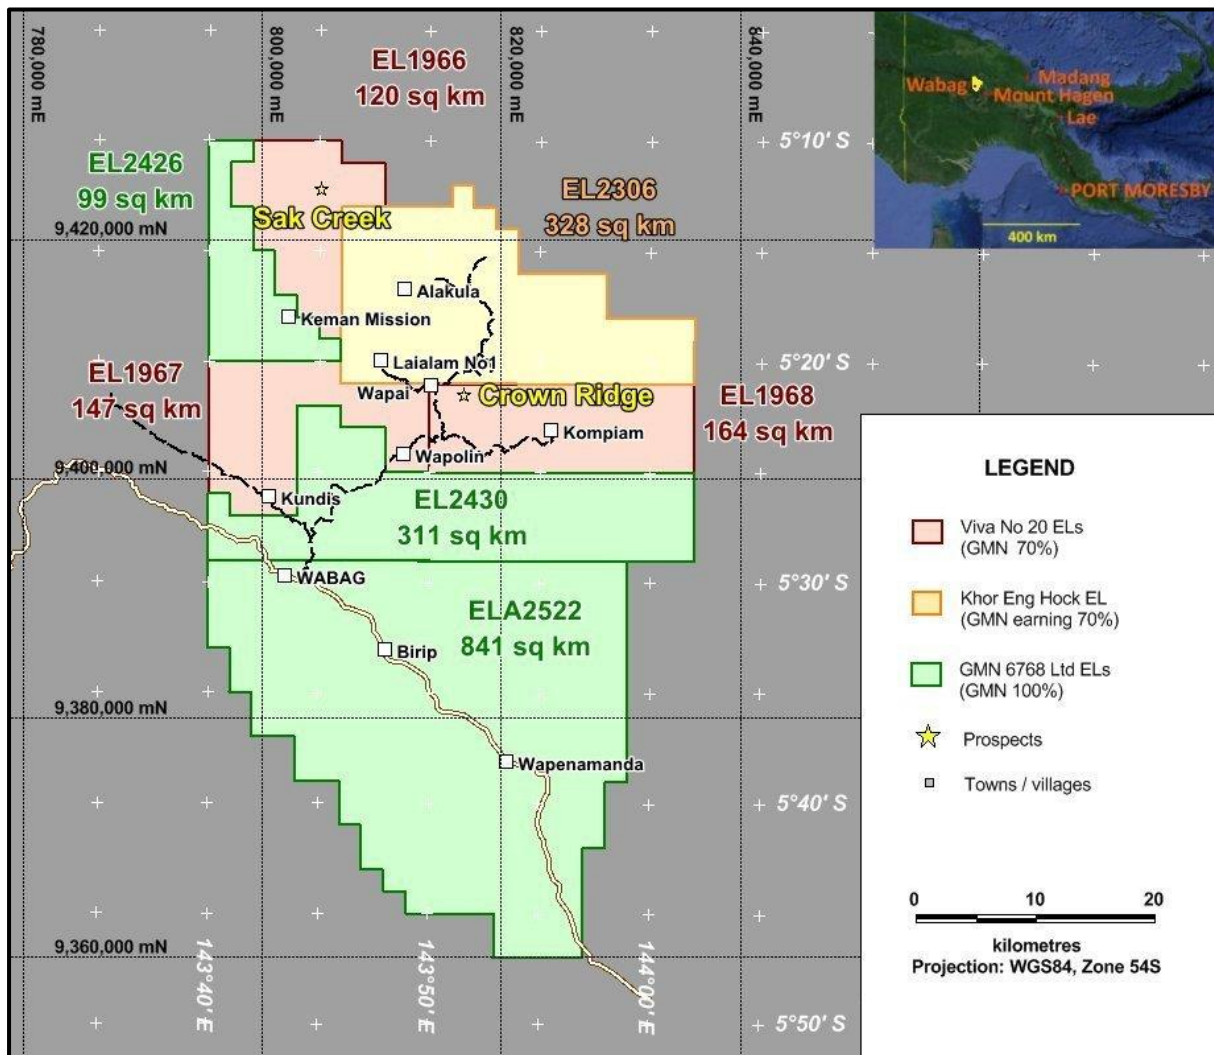 780,000 mE
800,000 mE
820,000 mE
840,000 mE
EL1966
120 sq km
Wabag
Madang
Mount Hagen
Lae
PORT MORESBY
400 km
5°10' S
EL2426
99 sq km
EL2306
328 sq km
Sak Creek
9,420,000 mN
Alakula
Keman Mission
5°20' S
Laialam No1
EL1967
147 sq km
Wapai
Crown Ridge
EL1968
164 sq km
Kompiam
Wapolin
9,400,000 mN
Kundis
EL2430
311 sq km
WABAG
5°30' S
ELA2522
841 sq km
Birip
9,380,000 mN
Wapenamanda
5°40' S
9,360,000 mN
143°40' E
143°50' E
144°00' E
5°50' S
LEGEND
Viva No 20 ELs
(GMN 70%)
Khor Eng Hock EL
(GMN earning 70%)
GMN 6768 Ltd ELs
(GMN 100%)
Prospects
Towns / villages
0 10 20
kilometres
Projection: WGS84, Zone 54S